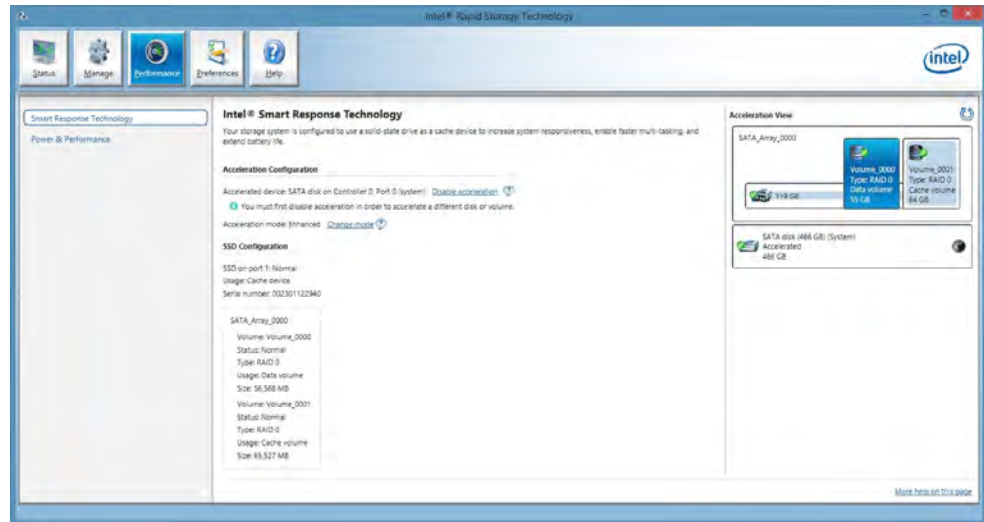 Intel® Rapid Storage Technology
Status
Manage
Performance
Preferences
Help
intel
Smart Response Technology
Power & Performance
Intel® Smart Response Technology
Your storage system is configured to use a solid-state drive as a cache device to increase system responsiveness, enable faster multi-tasking, and
extend battery life.
Acceleration Configuration
Accelerated device: SATA disk on Controller 0, Port 0 (system) Disable acceleration
You must first disable acceleration in order to accelerate a different disk or volume.
Acceleration mode: Enhanced Change mode
SSD Configuration
SSD on port 1: Normal
Usage: Cache device
Serial number: 002301122940
SATA_Array_0000
Volume: Volume_0000
Status: Normal
Type: RAID 0
Usage: Data volume
Size: 56,568 MB
Volume: Volume_0001
Status: Normal
Type: RAID 0
Usage: Cache volume
Size: 65,527 MB
Acceleration View
SATA_Array_0000
119 GB
Volume_0000
Type: RAID 0
Data volume
55 GB
Volume_0001
Type: RAID 0
Cache volume
64 GB
SATA disk (466 GB) (System)
Accelerated
466 GB
More help on this page